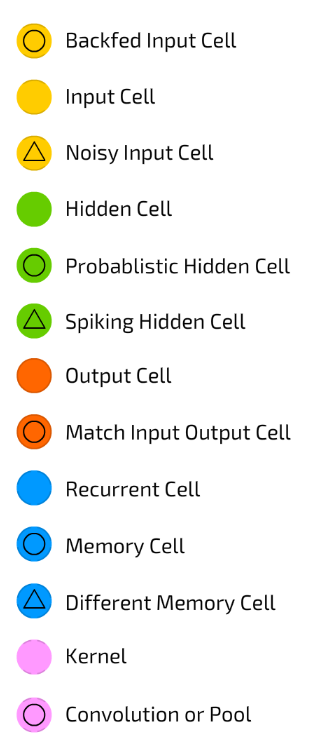 Backfed Input Cell
Input Cell
Noisy Input Cell
Hidden Cell
Probablistic Hidden Cell
Spiking Hidden Cell
Output Cell
Match Input Output Cell
Recurrent Cell
Memory Cell
Different Memory Cell
Kernel
Convolution or Pool